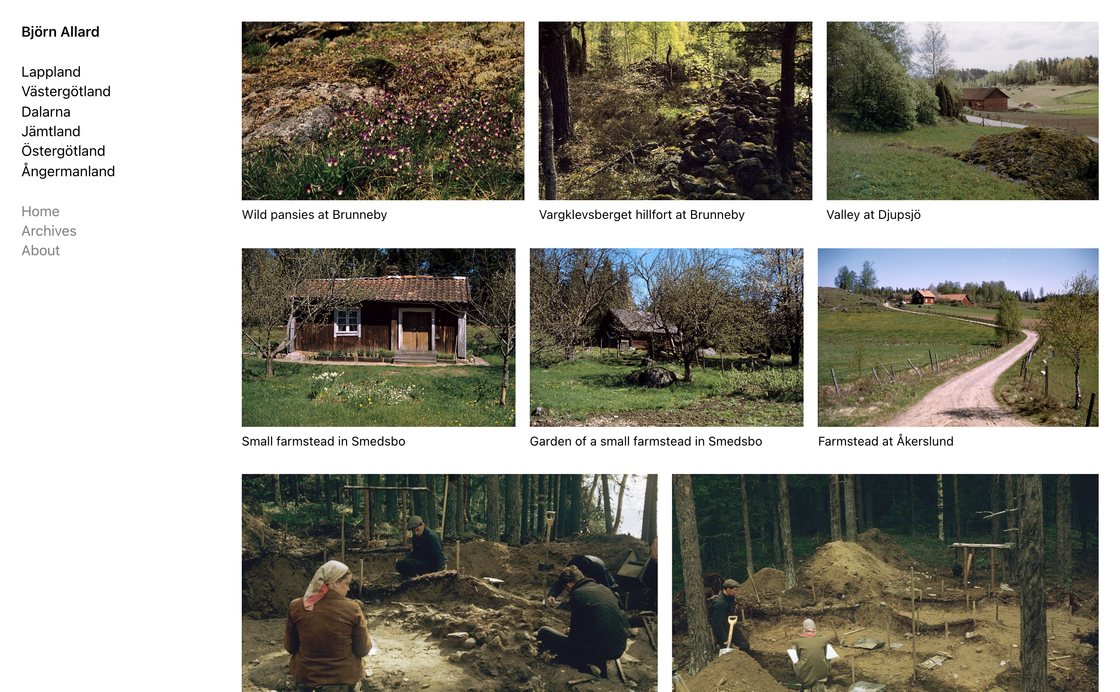 Björn Allard
Lappland
Västergötland
Dalarna
Jämtland
Östergötland
Ångermanland
Home
Archives
About
Wild pansies at Brunneby
Vargklevsberget hillfort at Brunneby
Valley at Djupsjö
Small farmstead in Smedsbo
Garden of a small farmstead in Smedsbo
Farmstead at Åkerslund